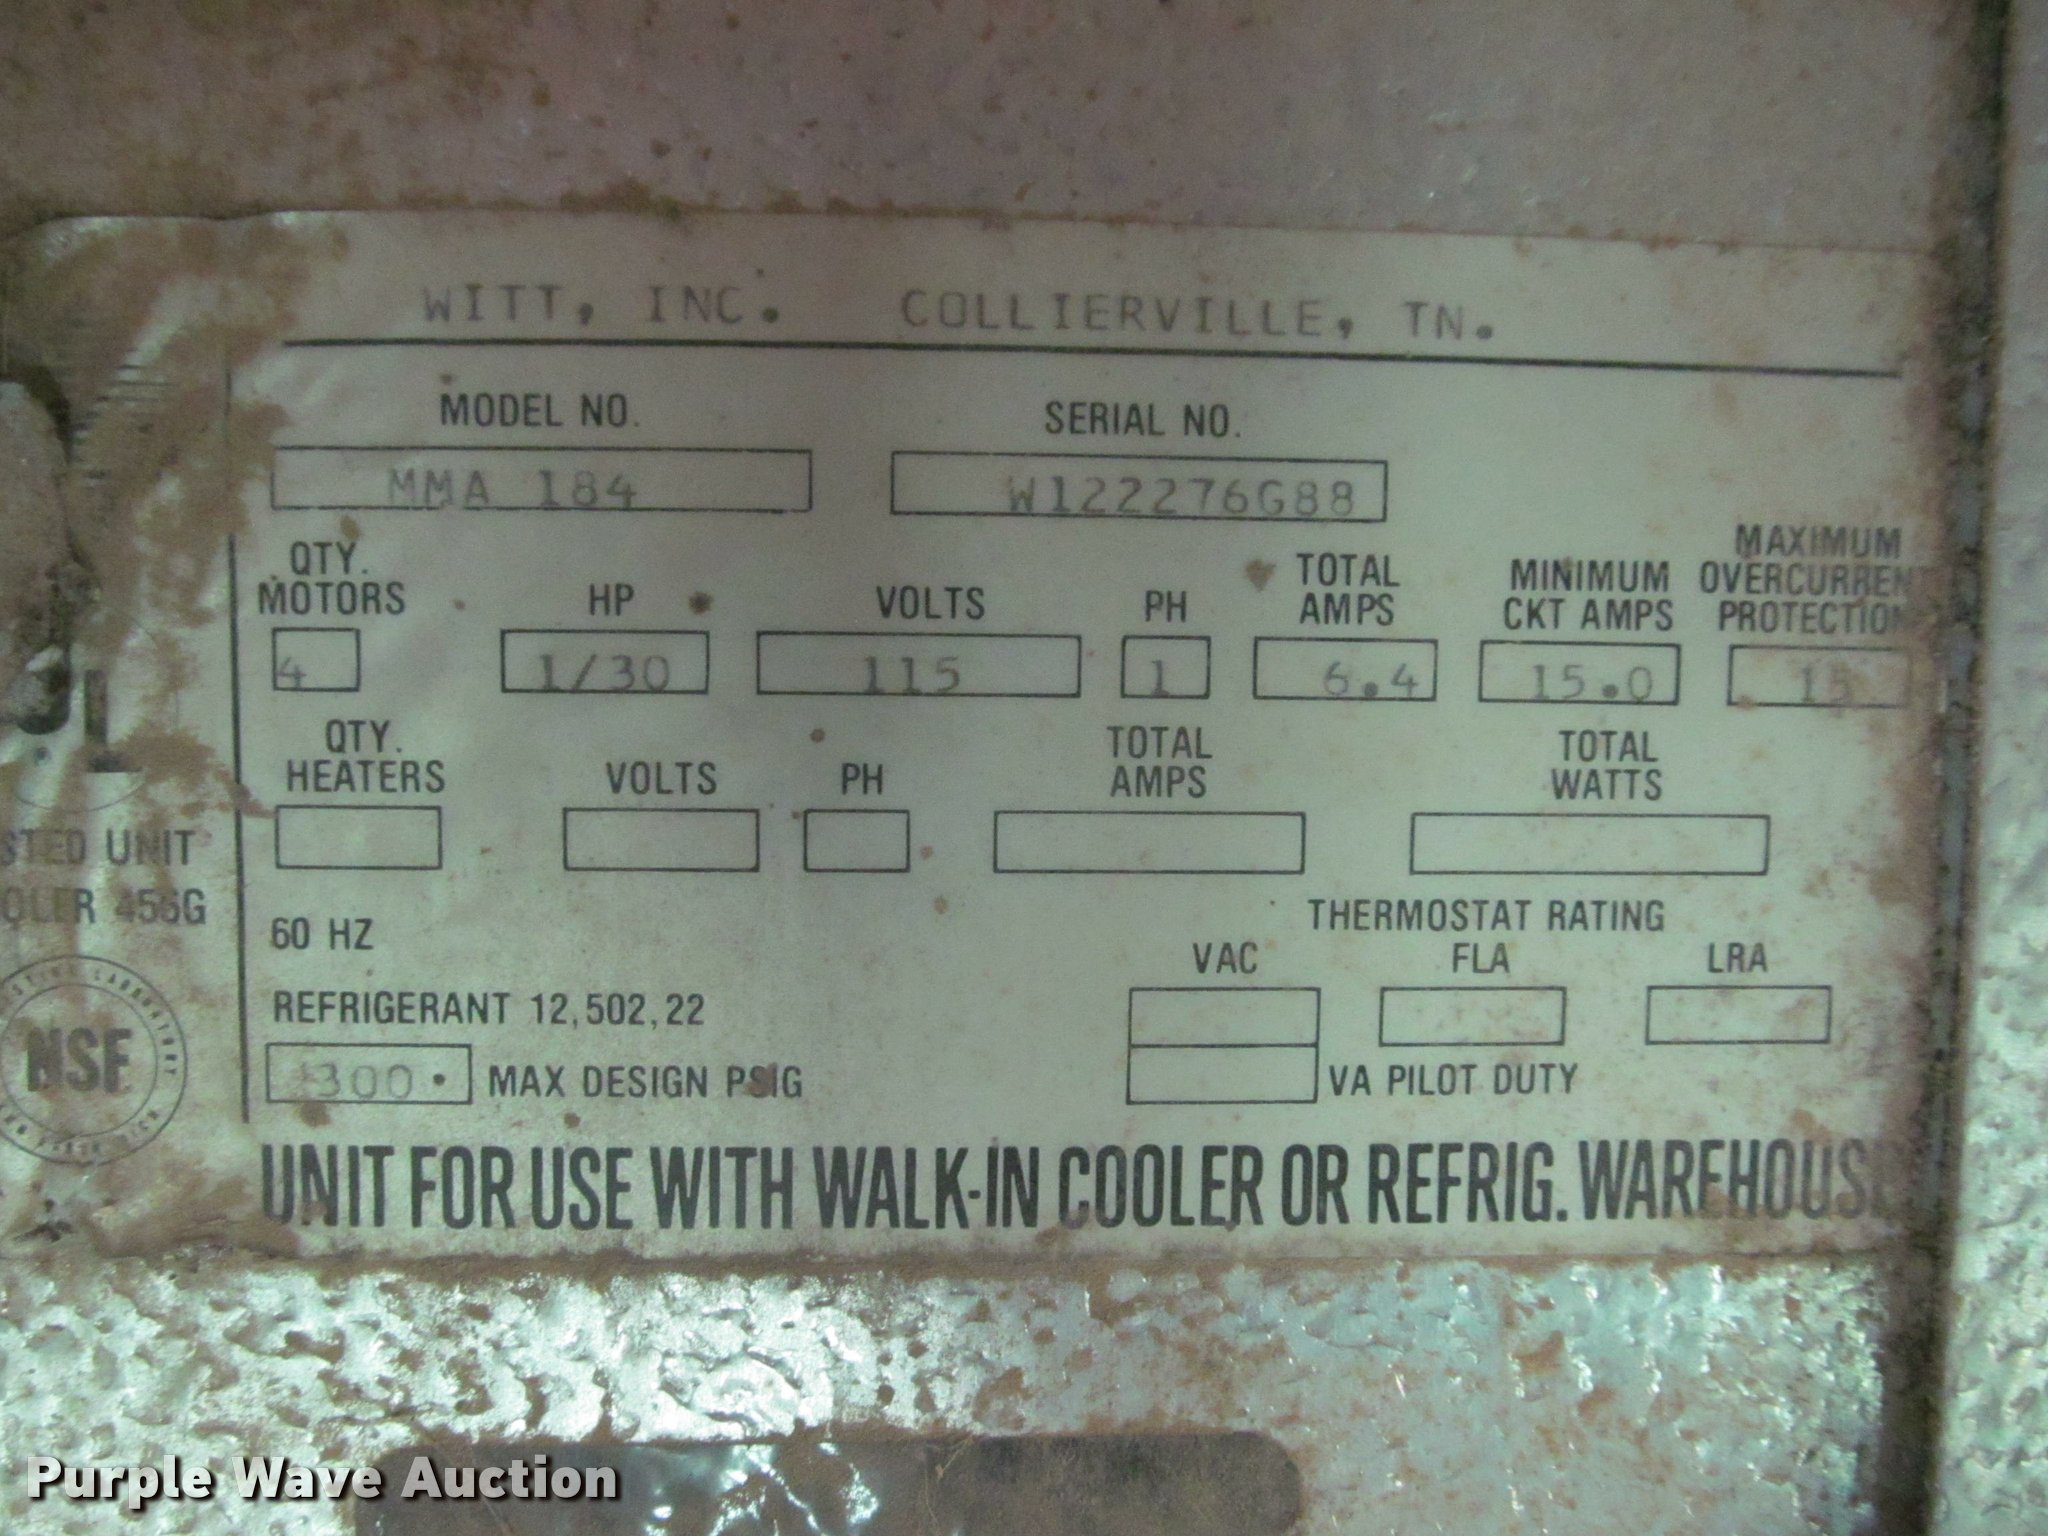 WITT, INC. COLLIERVILLE, TN.
MODEL NO. SERIAL NO.
MMA 184 W122276G88
QTY. MOTORS HP VOLTS PH TOTAL AMPS MINIMUM CKT AMPS MAXIMUM OVERCURREN PROTECTION
4 1/30 115 1 6.4 15.0 15
QTY. HEATERS VOLTS PH TOTAL AMPS TOTAL WATTS
STED UNIT
OLER 456G
60 HZ
THERMOSTAT RATING
VAC FLA LRA
REFRIGERANT 12,502,22
300. MAX DESIGN PSIG
VA PILOT DUTY
NSF
UNIT FOR USE WITH WALK-IN COOLER OR REFRIG. WAREHOUSE
Purple Wave Auction